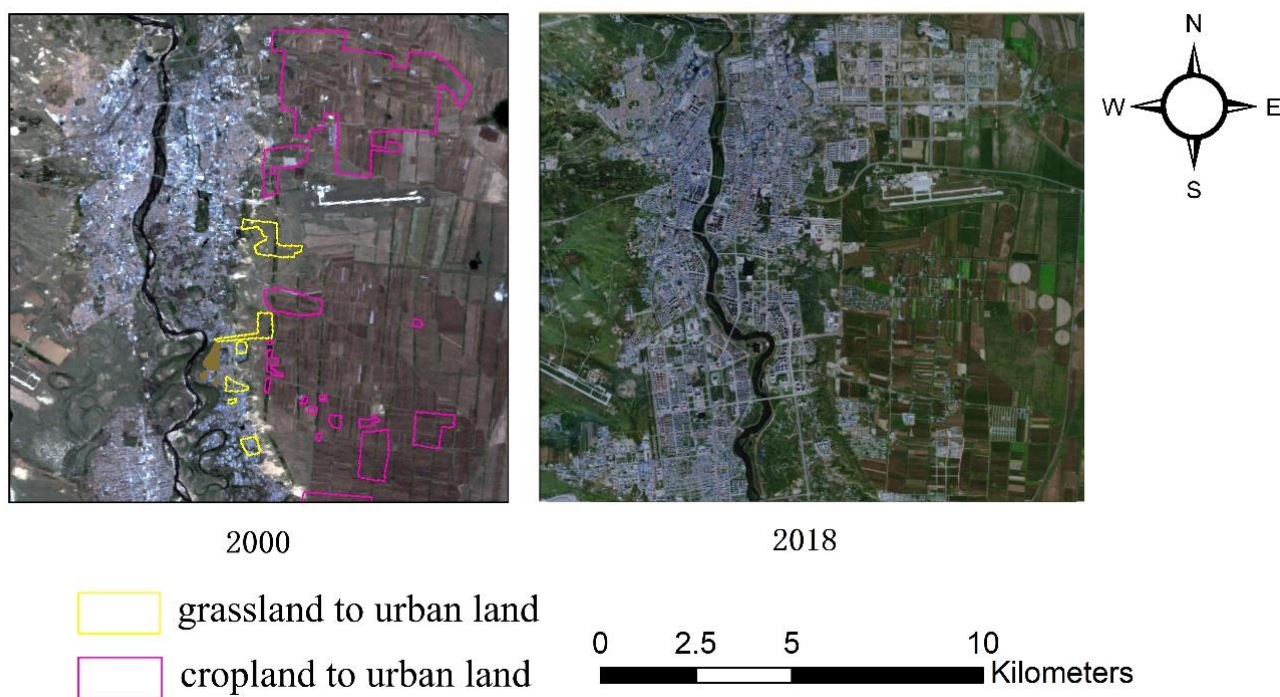 N
W E
S
2000 2018
grassland to urban land
cropland to urban land
0 2.5 5 10
Kilometers